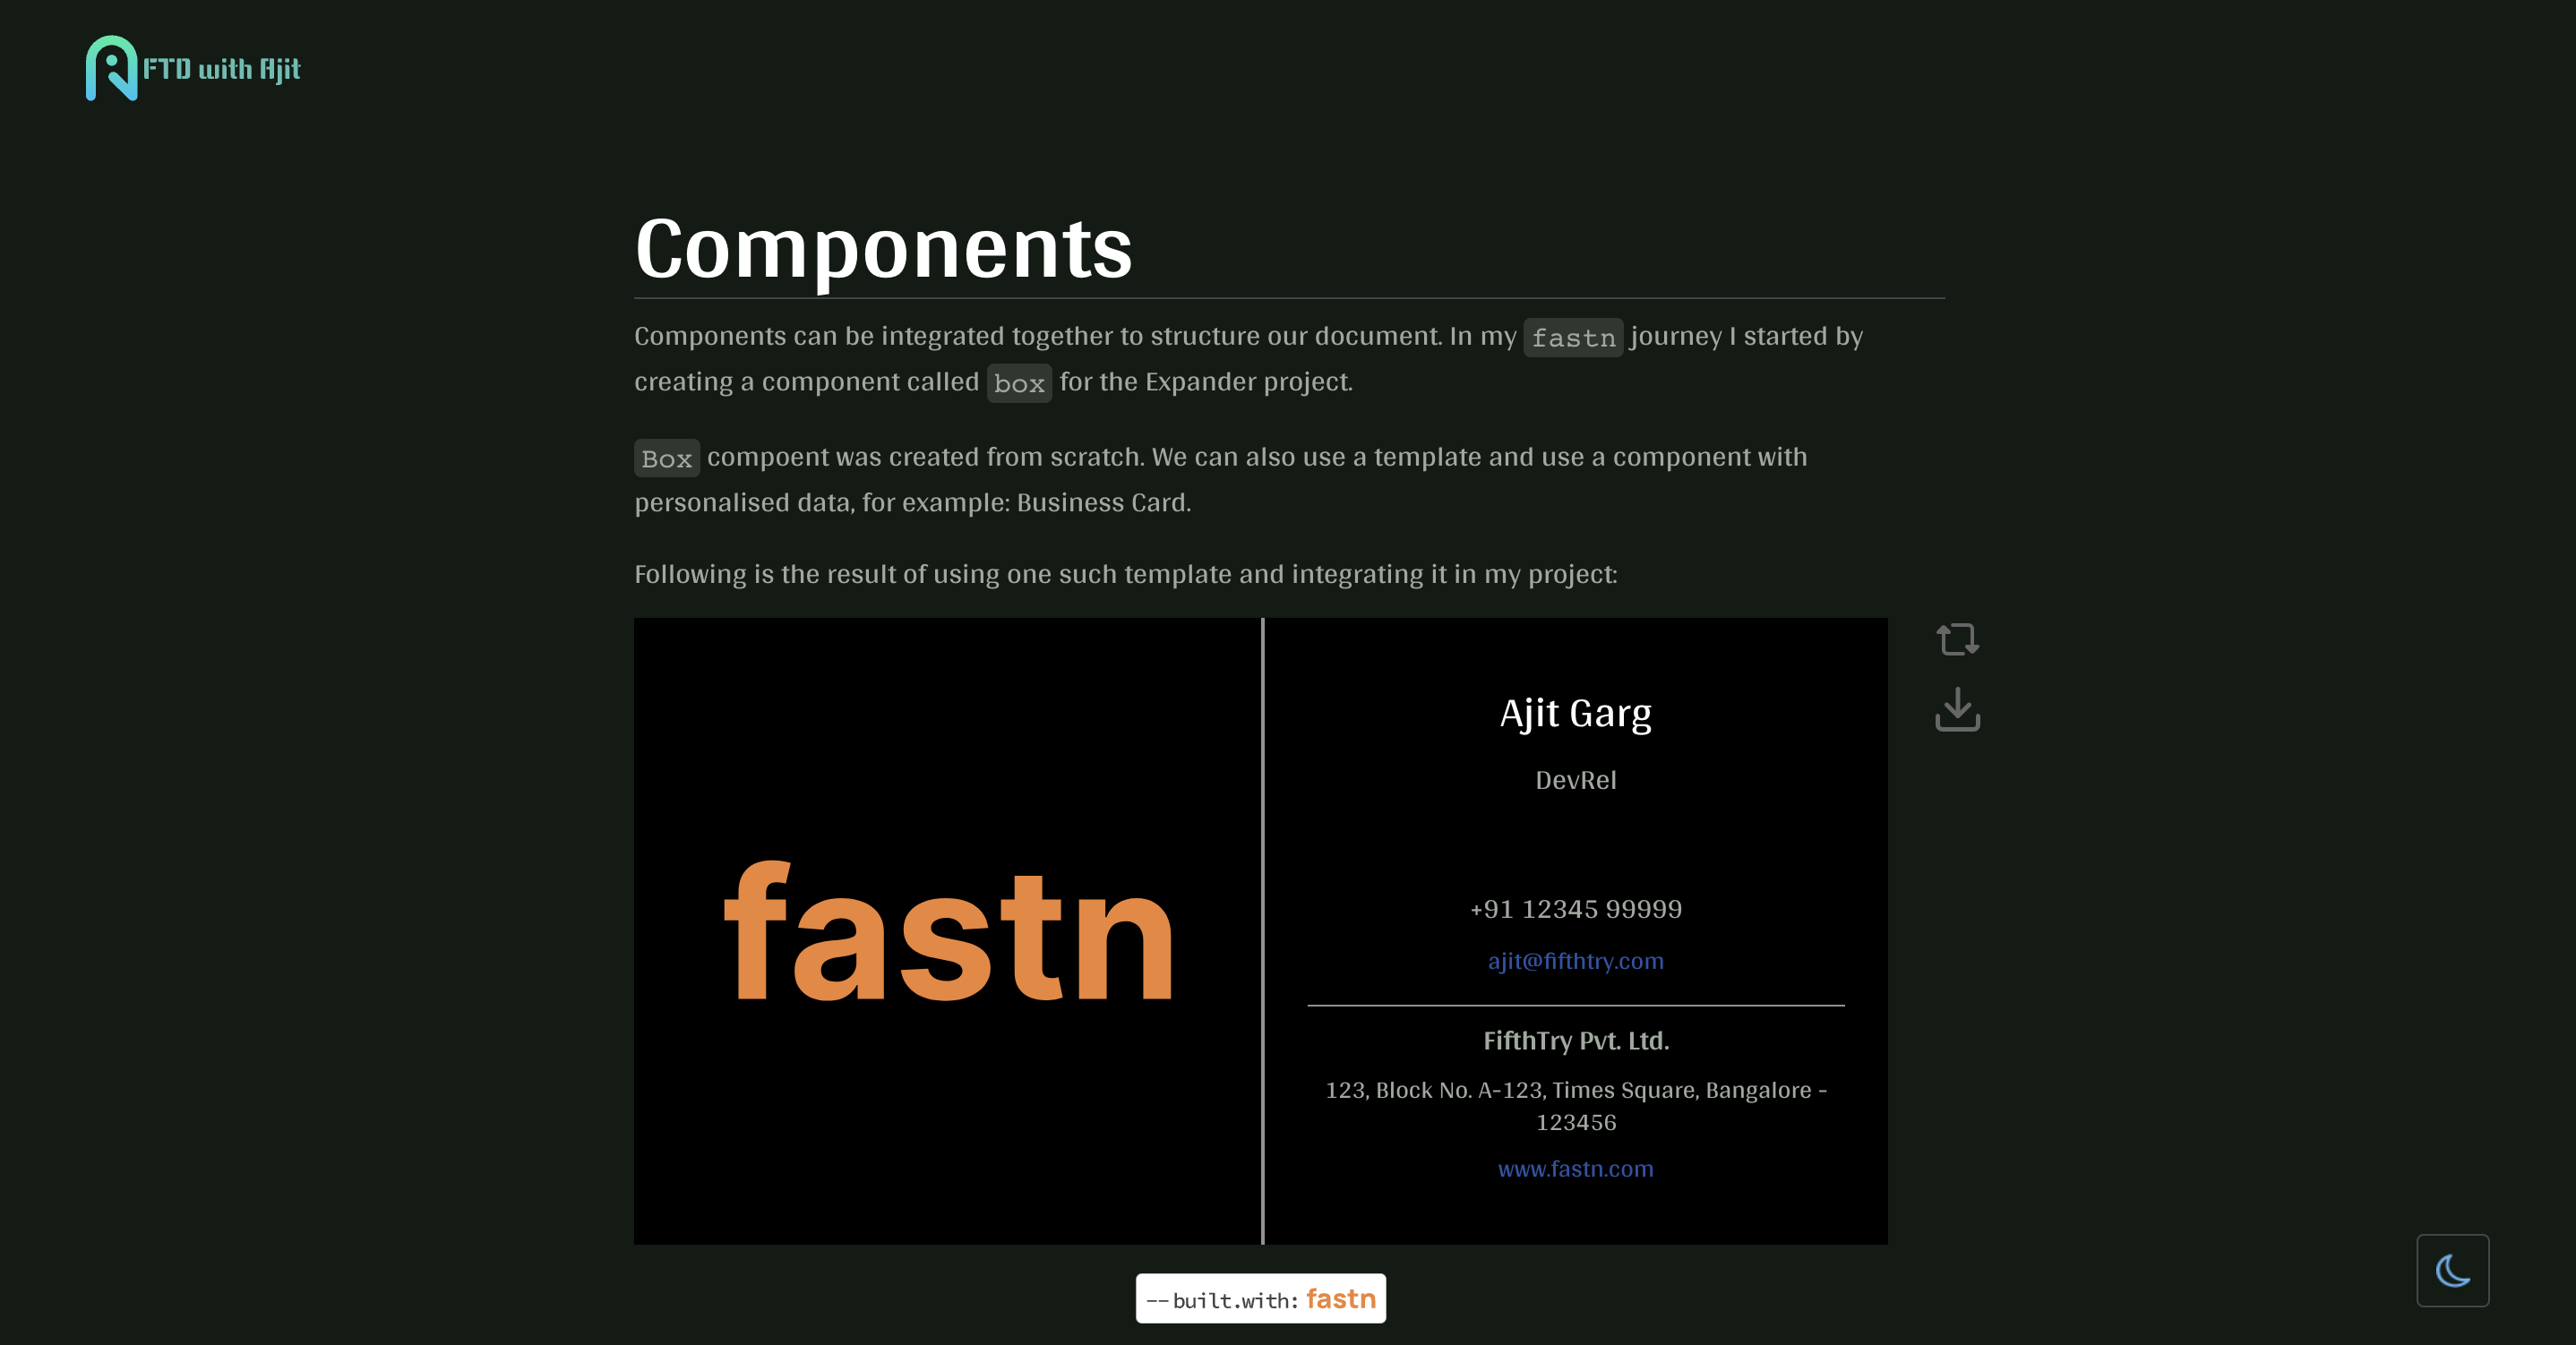 FTD with Ajit
Components
Components can be integrated together to structure our document. In my fastn journey I started by
creating a component called box for the Expander project.
Box compoent was created from scratch. We can also use a template and use a component with
personalised data, for example: Business Card.
Following is the result of using one such template and integrating it in my project:
fastn
Ajit Garg
DevRel
+91 12345 99999
ajit@fifthtry.com
FifthTry Pvt. Ltd.
123, Block No. A-123, Times Square, Bangalore -
123456
www.fastn.com
-- built.with: fastn